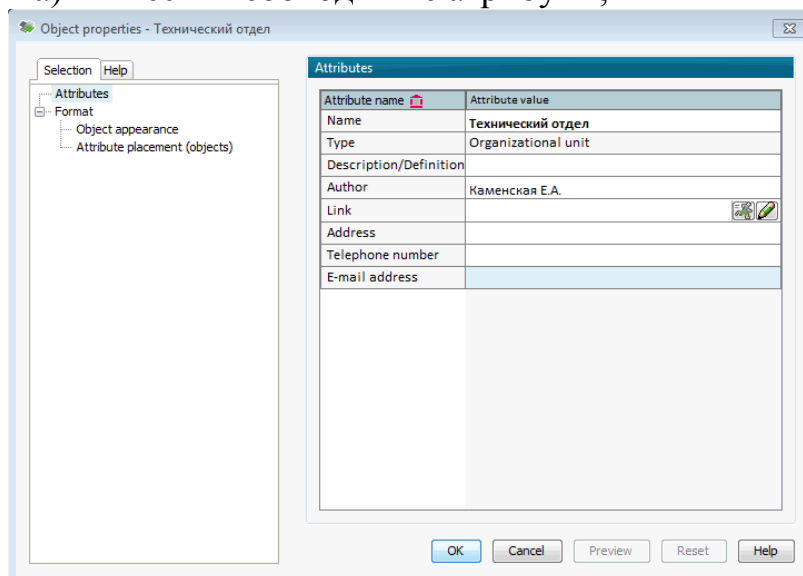 Object properties - Технический отдел
Selection Help
Attributes
Format
Object appearance
Attribute placement (objects)
Attributes
Attribute name Attribute value
Name Технический отдел
Type Organizational unit
Description/Definition
Author Каменская Е.А.
Link
Address
Telephone number
E-mail address
OK Cancel Preview Reset Help